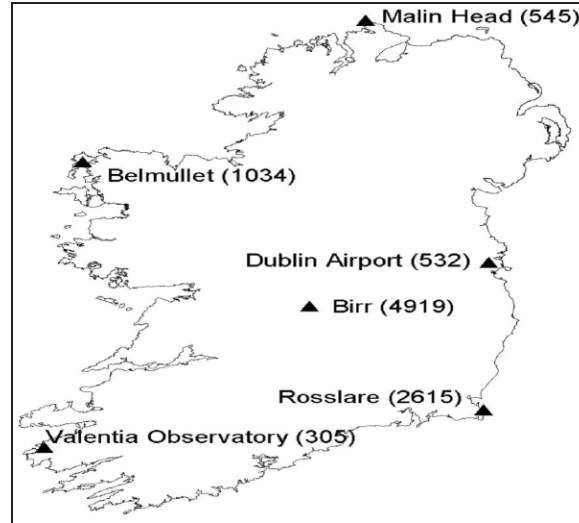 Malin Head (545)
Belmullet (1034)
Dublin Airport (532)
Birr (4919)
Rosslare (2615)
Valentia Observatory (305)